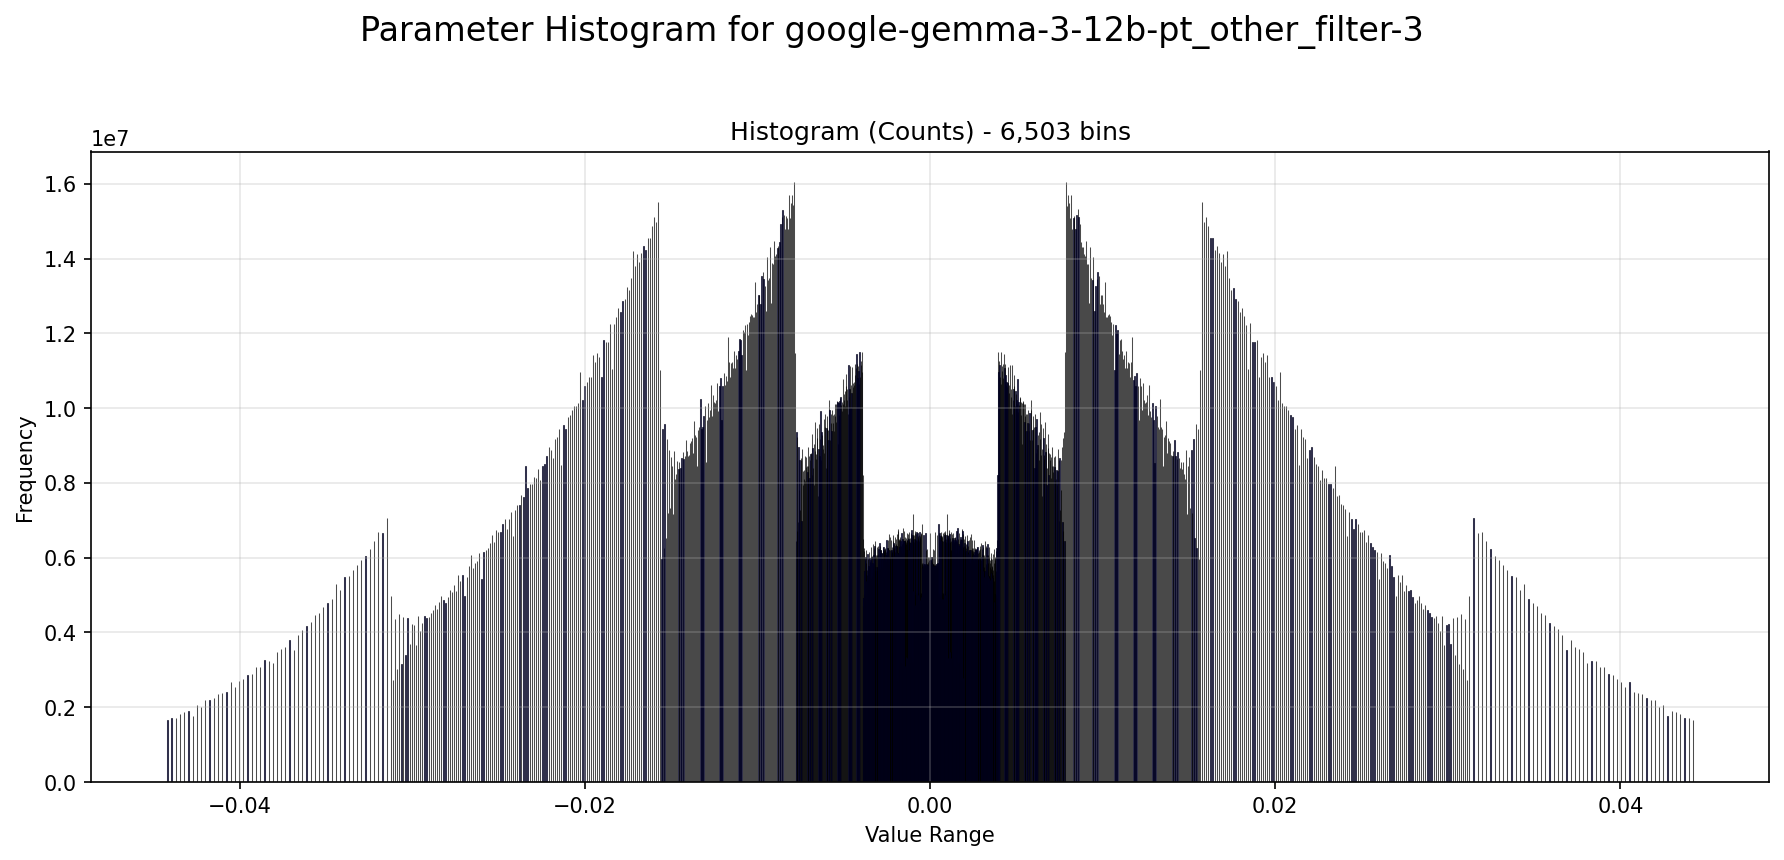 Parameter Histogram for google-gemma-3-12b-pt_other_filter-3
Histogram (Counts) - 6,503 bins
1e7
1.6
1.4
1.2
1.0
0.8
0.6
0.4
0.2
0.0
Frequency
−0.04 −0.02 0.00 0.02 0.04
Value Range